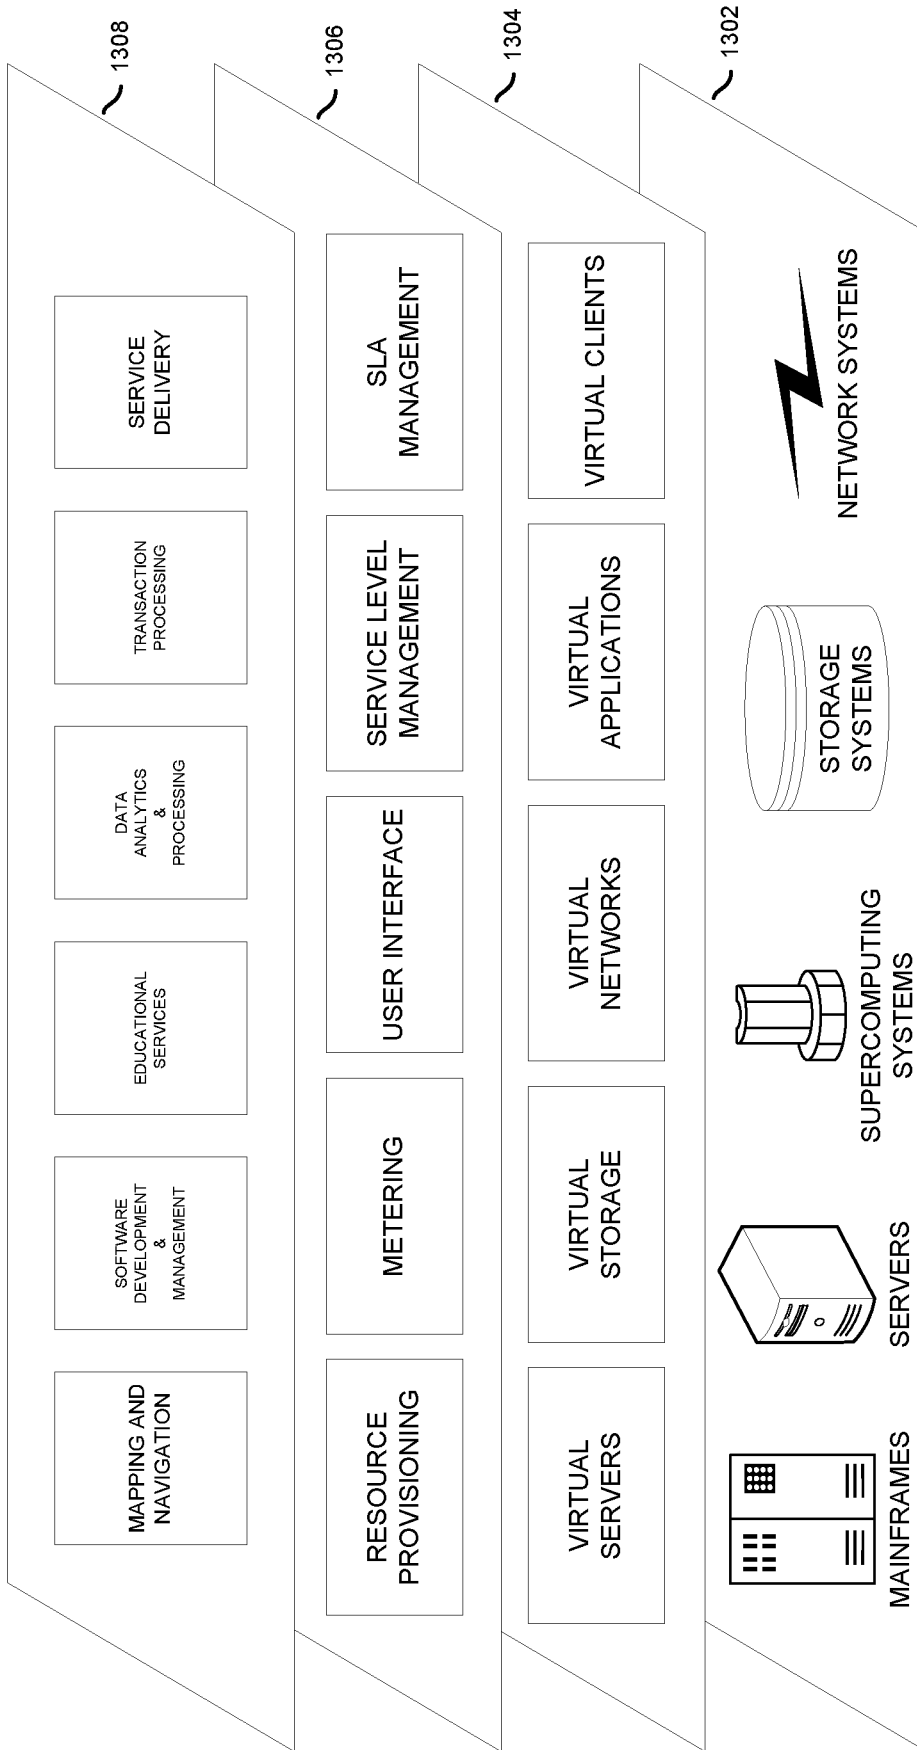 MAPPING AND
NAVIGATION
SOFTWARE
DEVELOPMENT
&
MANAGEMENT
EDUCATIONAL
SERVICES
DATA
ANALYTICS
&
PROCESSING
TRANSACTION
PROCESSING
SERVICE
DELIVERY
1308
RESOURCE
PROVISIONING
METERING
USER INTERFACE
SERVICE LEVEL
MANAGEMENT
SLA
MANAGEMENT
1306
VIRTUAL
SERVERS
VIRTUAL
STORAGE
VIRTUAL
NETWORKS
VIRTUAL
APPLICATIONS
VIRTUAL CLIENTS
1304
MAINFRAMES
SERVERS
SUPERCOMPUTING
SYSTEMS
STORAGE
SYSTEMS
NETWORK SYSTEMS
1302